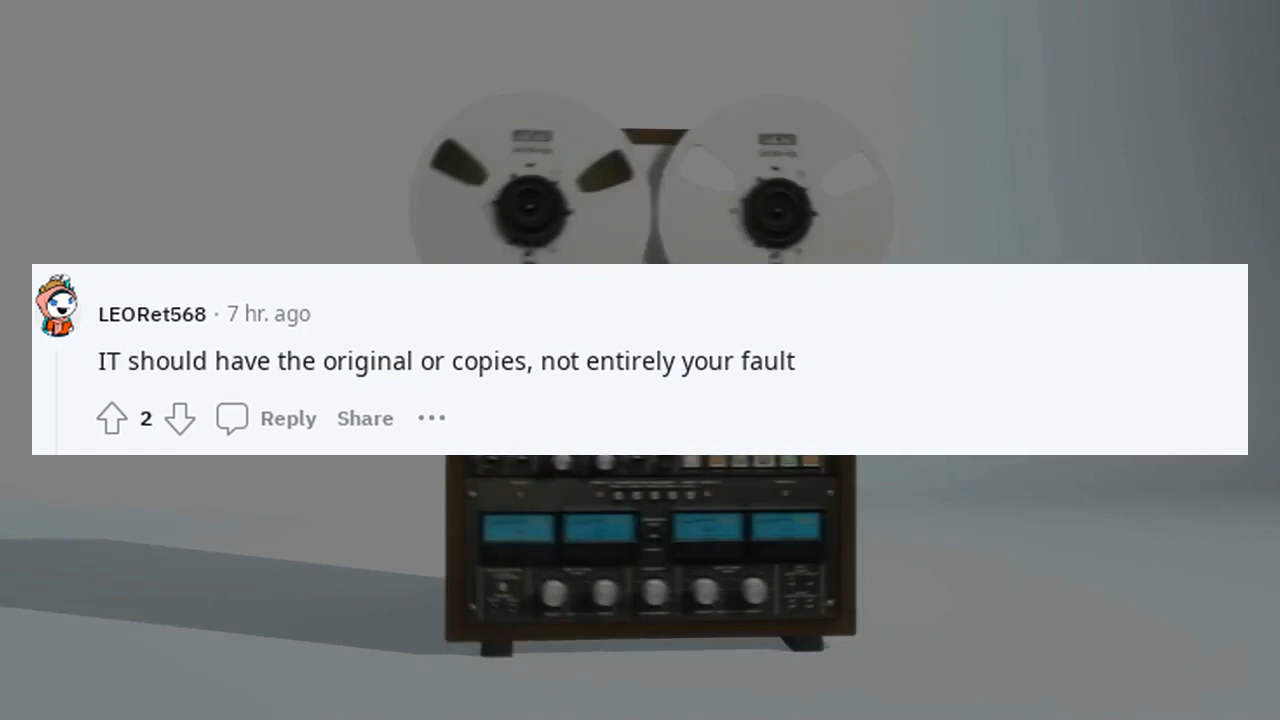 LEORet568 · 7 hr. ago
IT should have the original or copies, not entirely your fault
2 Reply Share ···